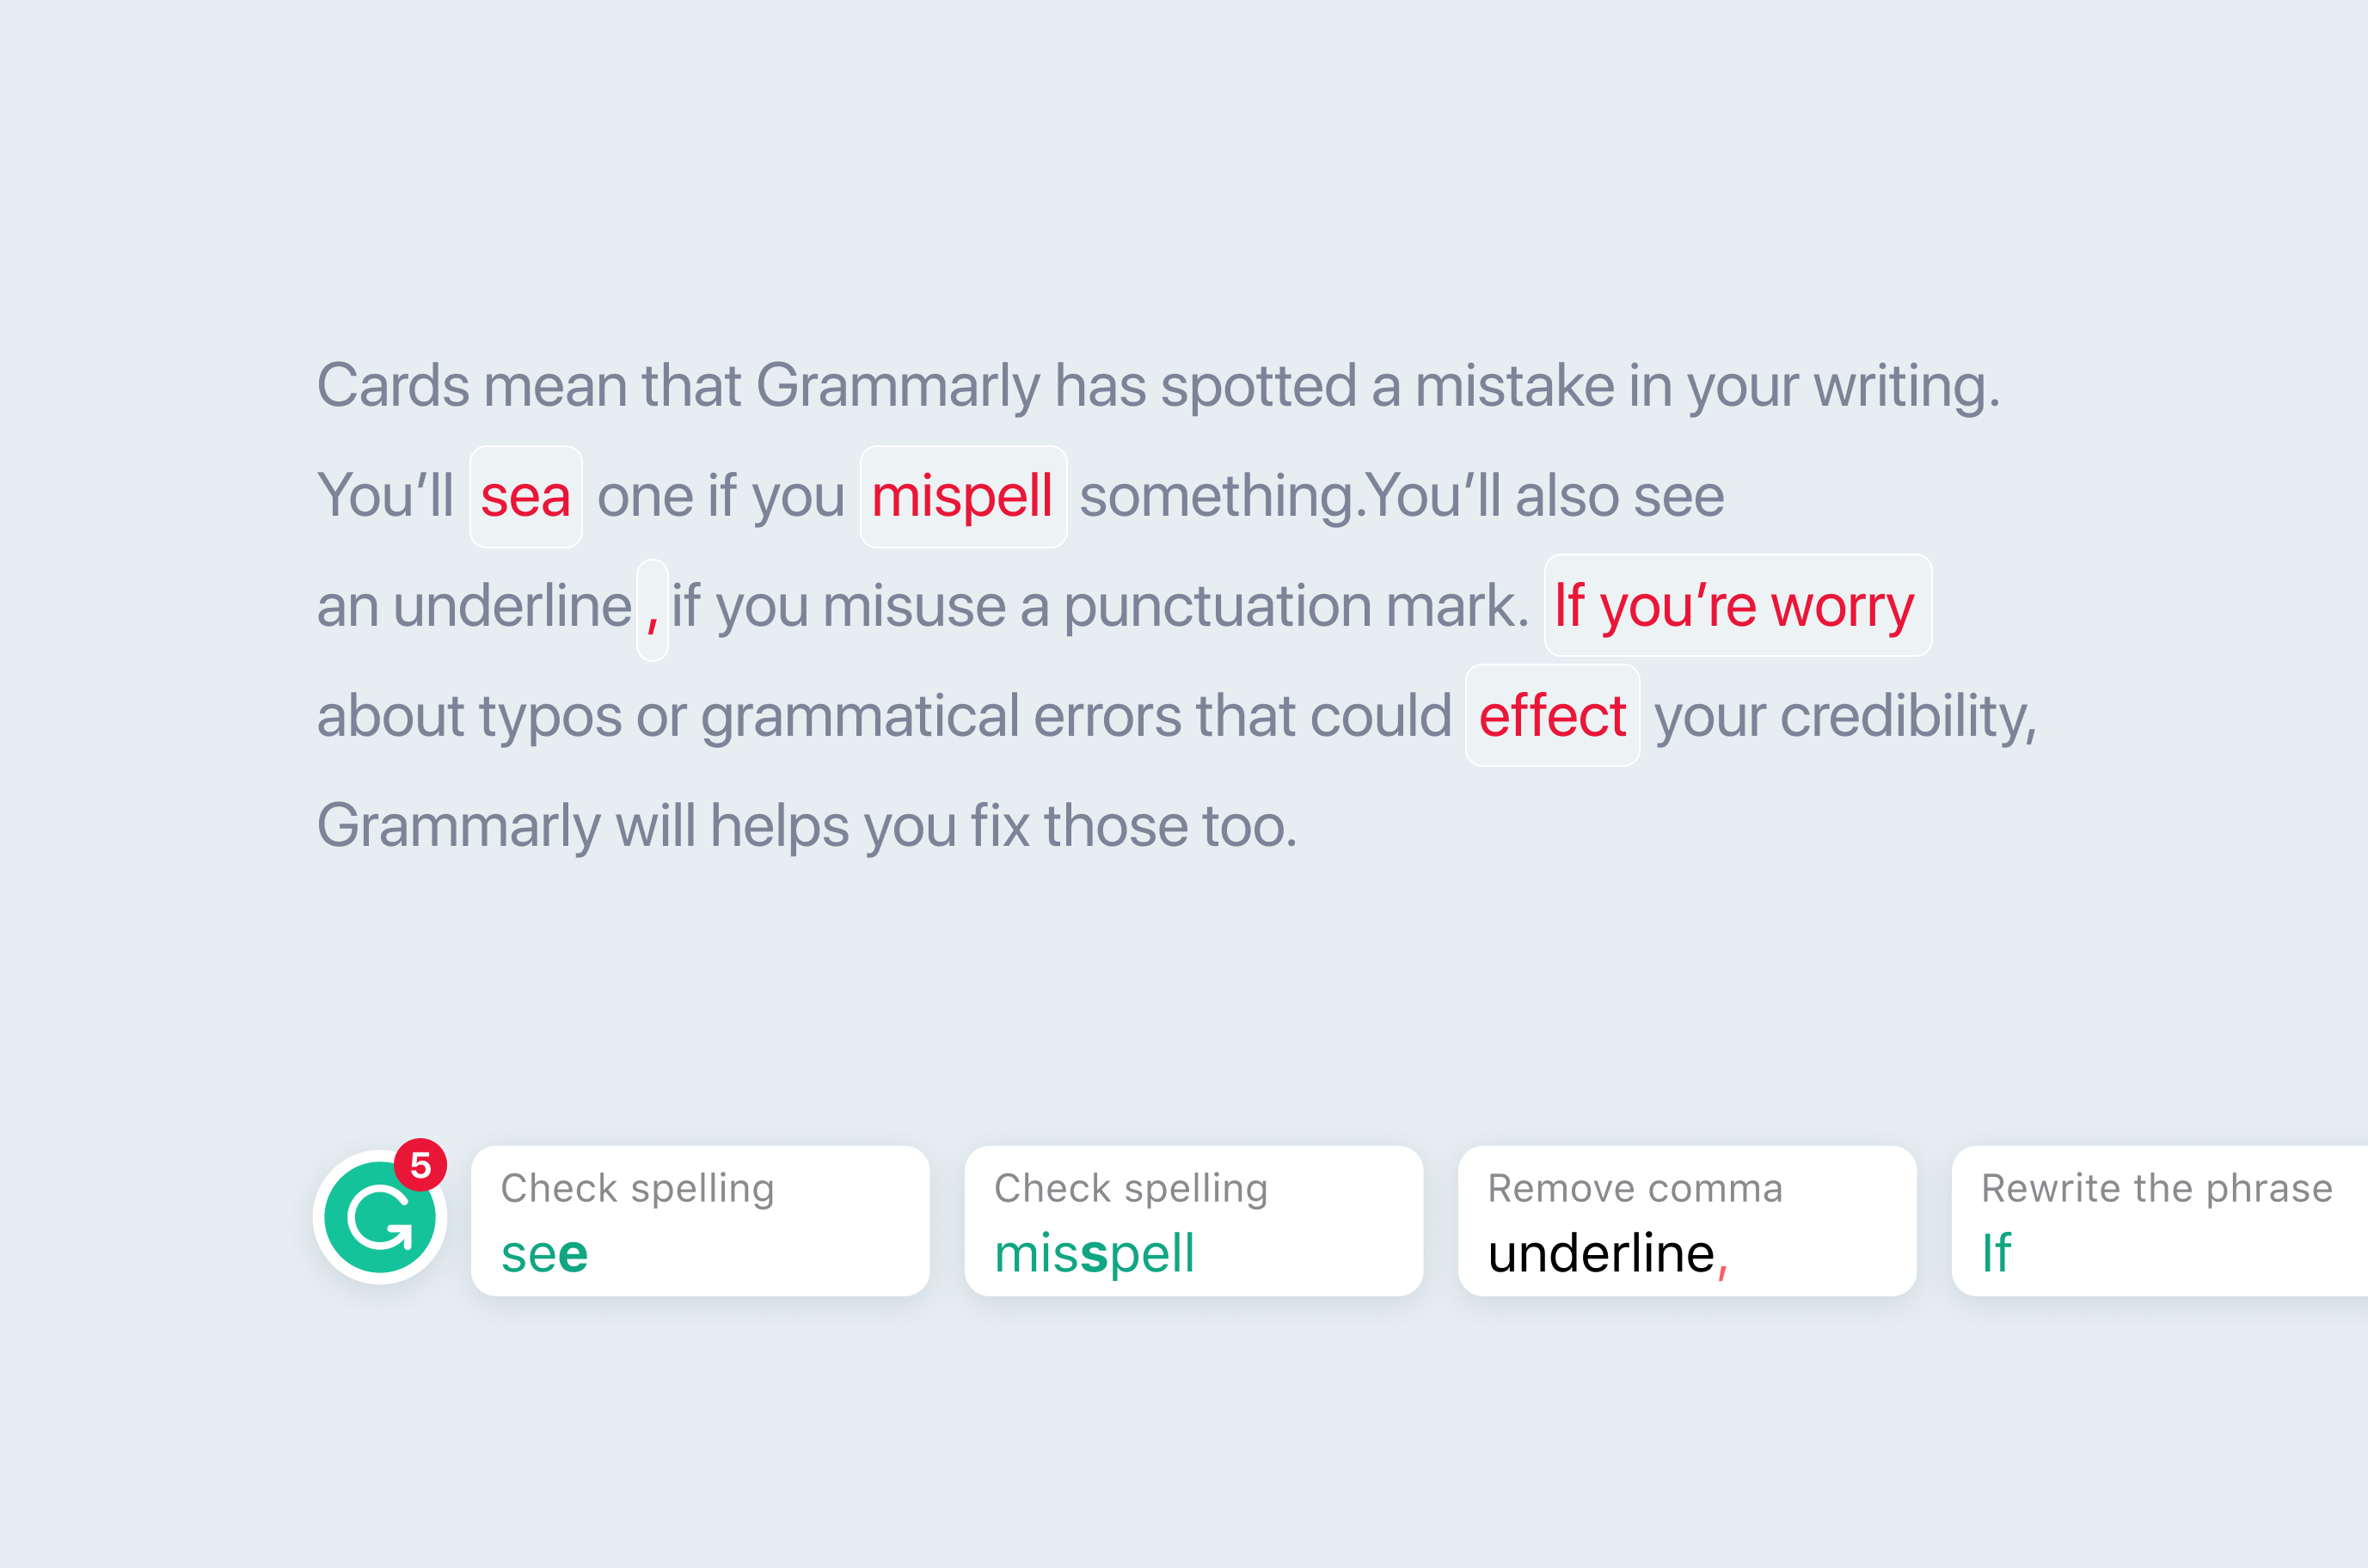 Cards mean that Grammarly has spotted a mistake in your writing.
You’ll sea one if you mispell something.You’ll also see
an underline , if you misuse a punctuation mark. If you’re worry
about typos or grammatical errors that could effect your credibility,
Grammarly will helps you fix those too.
5
Check spelling
see
Check spelling
misspell
Remove comma
underline,
Rewrite the phrase
If